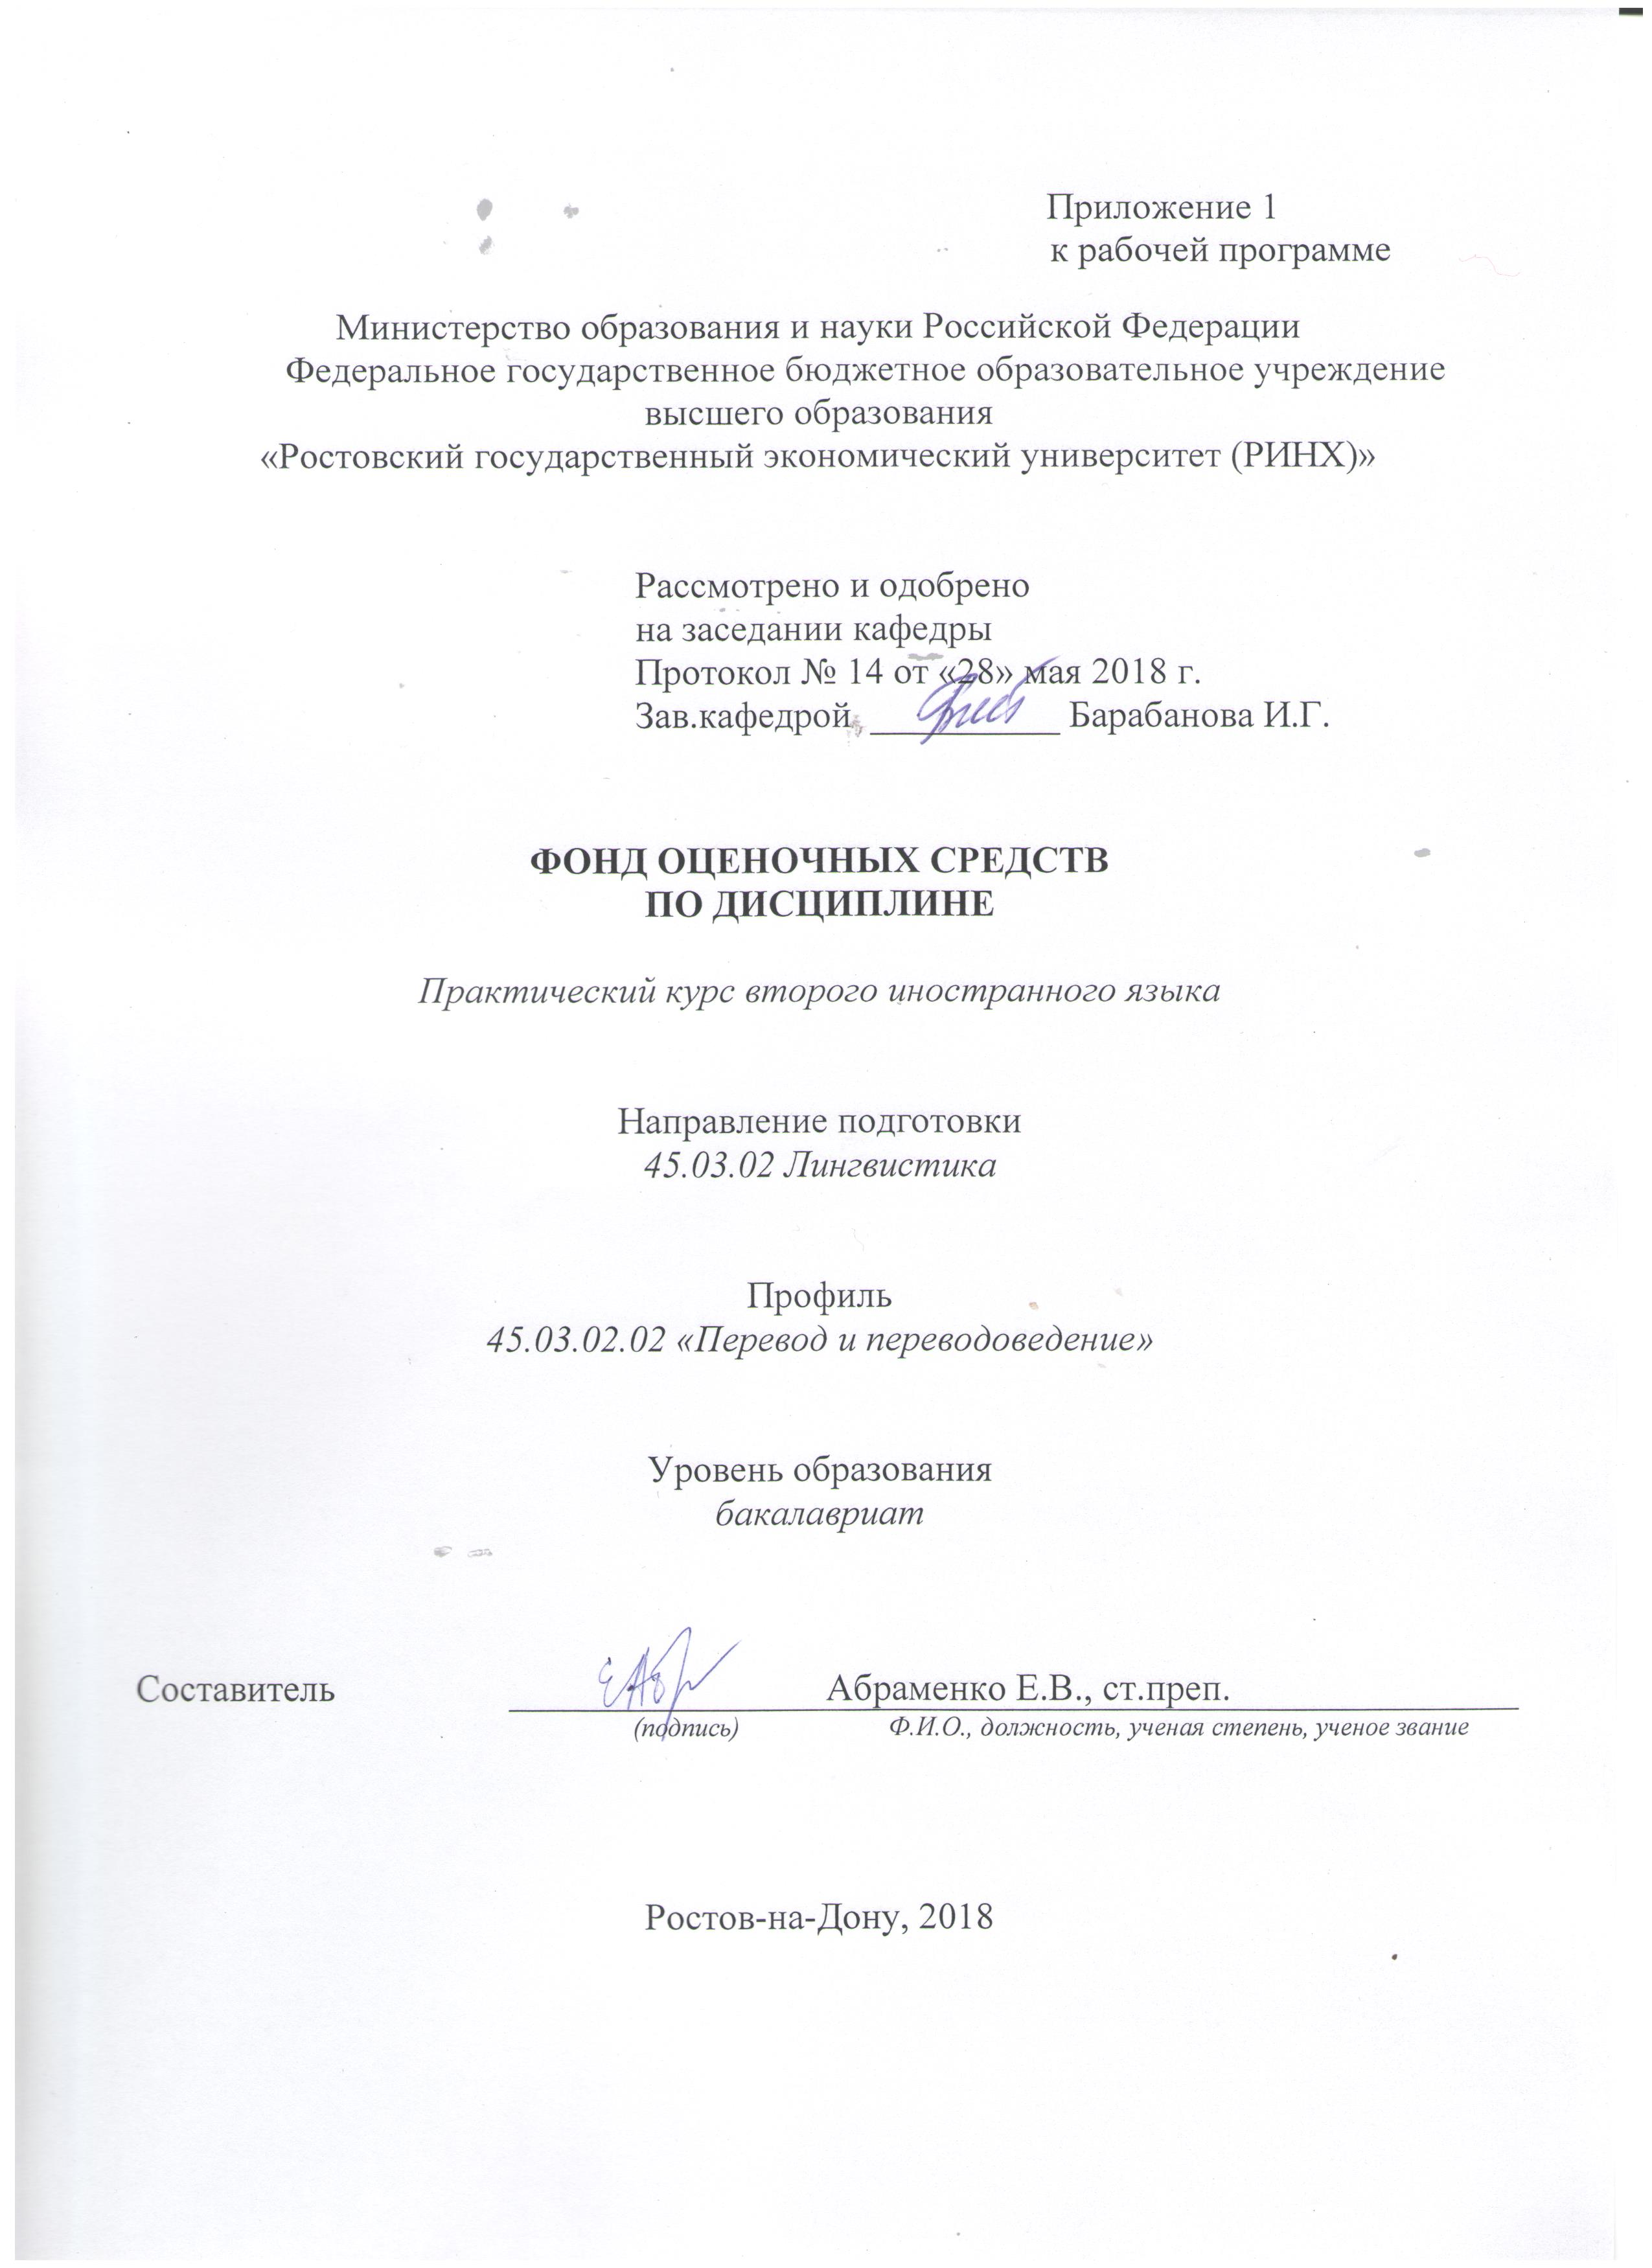 Приложение 1
к рабочей программе
Министерство образования и науки Российской Федерации
Федеральное государственное бюджетное образовательное учреждение
высшего образования
«Ростовский государственный экономический университет (РИНХ)»
Рассмотрено и одобрено
на заседании кафедры
Протокол № 14 от «28» мая 2018 г.
Зав.кафедрой __________ Барабанова И.Г.
ФОНД ОЦЕНОЧНЫХ СРЕДСТВ
ПО ДИСЦИПЛИНЕ
Практический курс второго иностранного языка
Направление подготовки
45.03.02 Лингвистика
Профиль
45.03.02.02 «Перевод и переводоведение»
Уровень образования
бакалавриат
Составитель Абраменко Е.В., ст.преп.
(подпись) Ф.И.О., должность, ученая степень, ученое звание
Ростов-на-Дону, 2018